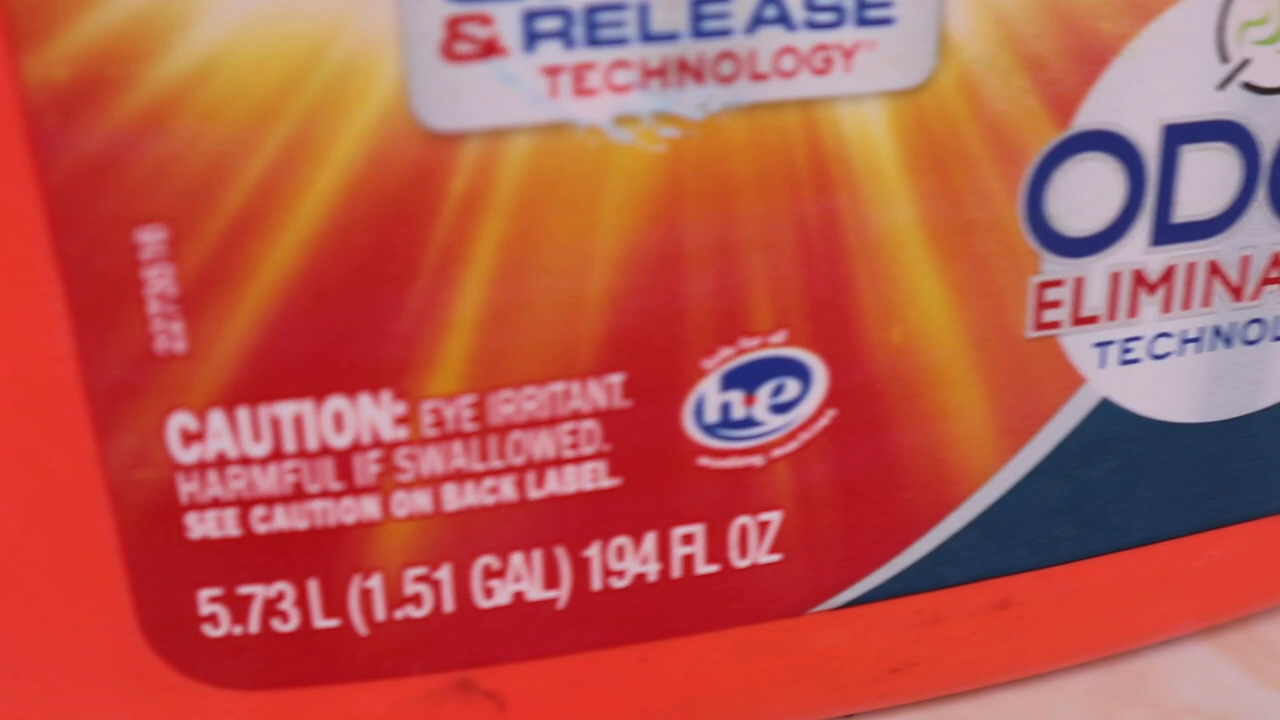 & RELEASE
TECHNOLOGY
ELIMINA
TECHNOL
CAUTION: EYE IRRITANT.
HARMFUL IF SWALLOWED.
SEE CAUTION ON BACK LABEL.
he
5.73 L (1.51 GAL) 194 FL OZ